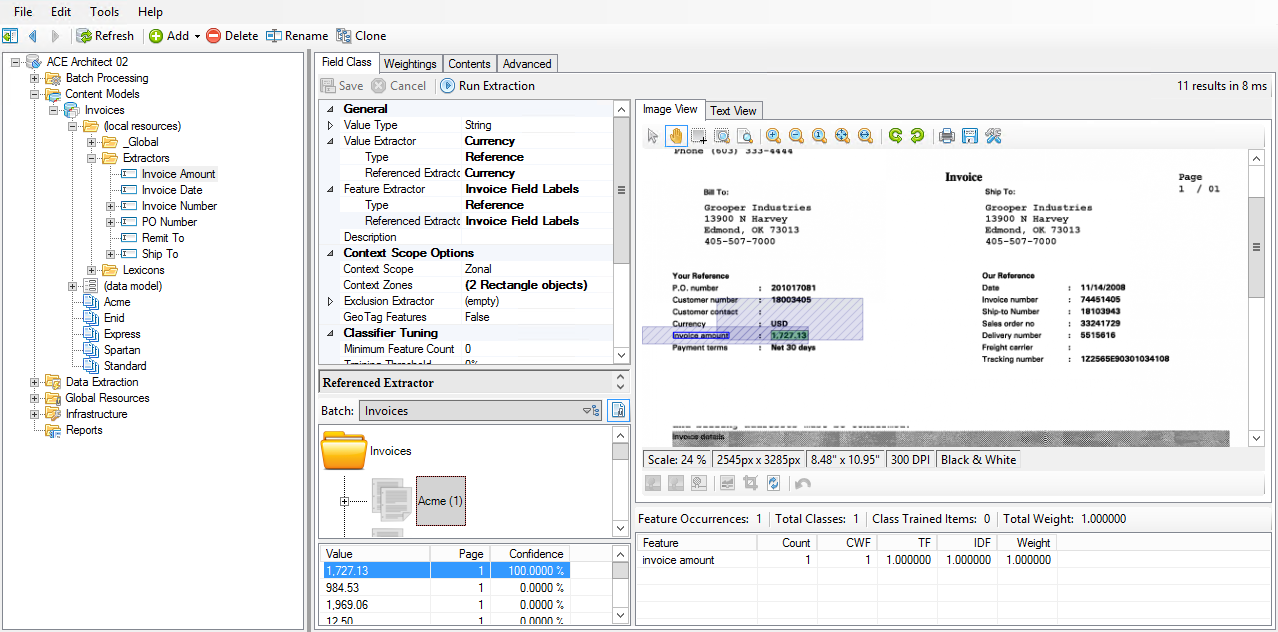 File Edit Tools Help
Refresh Add Delete Rename Clone
ACE Architect 02
Batch Processing
Content Models
Invoices
(local resources)
_Global
Extractors
Invoice Amount
Invoice Date
Invoice Number
PO Number
Remit To
Ship To
Lexicons
(data model)
Acme
Enid
Express
Spartan
Standard
Data Extraction
Global Resources
Infrastructure
Reports
Field Class Weightings Contents Advanced
Save Cancel Run Extraction 11 results in 8 ms
General
Value Type String
Value Extractor Currency
Type Reference
Referenced Extractc Currency
Feature Extractor Invoice Field Labels
Type Reference
Referenced Extractc Invoice Field Labels
Description
Context Scope Options
Context Scope Zonal
Context Zones (2 Rectangle objects)
Exclusion Extractor (empty)
GeoTag Features False
Classifier Tuning
Minimum Feature Count 0
Training Threshold 0%
Referenced Extractor
Batch: Invoices
Invoices
Acme (1)
Value Page Confidence
1,727.13 1 100.0000 %
984.53 1 0.0000 %
1,969.06 1 0.0000 %
12.50 1 0.0000 %
Image View Text View
Phone (603) 333-4444
Invoice Page
1 / 01
Bill To: Ship To:
Grooper Industries Grooper Industries
13900 N Harvey 13900 N Harvey
Edmond, OK 73013 Edmond, OK 73013
405-507-7000 405-507-7000
Your Reference Our Reference
P.O. number : 201017081 Date : 11/14/2008
Customer number : 18003405 Invoice number : 74451405
Customer contact : Ship-to Number : 18103943
Currency : USD Sales order no : 33241729
Invoice amount : 1,727.13 Delivery number : 5515616
Payment terms : Net 30 days Freight carrier :
Tracking number : 1Z2565E90301034108
Invoice details
Scale: 24 % 2545px x 3285px 8.48" x 10.95" 300 DPI Black & White
Feature Occurrences: 1 Total Classes: 1 Class Trained Items: 0 Total Weight: 1.000000
Feature Count CWF TF IDF Weight
invoice amount 1 1 1.000000 1.000000 1.000000